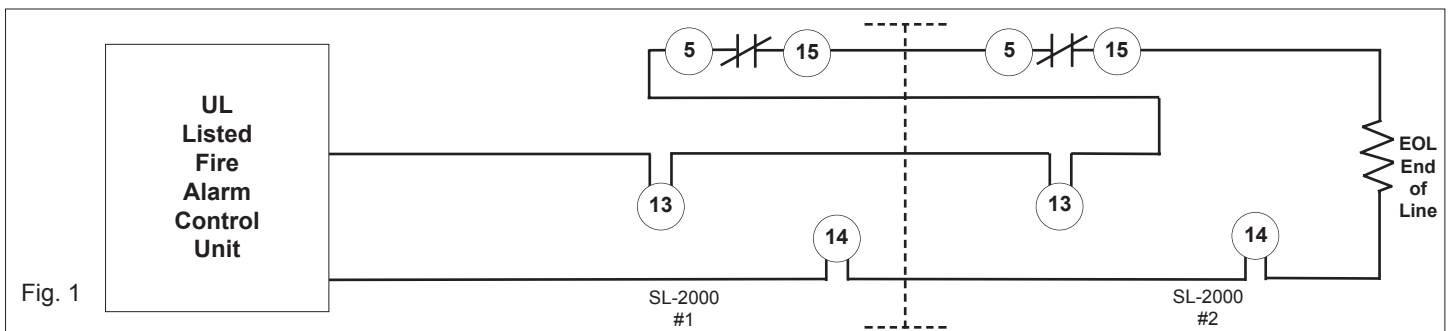 UL
Listed
Fire
Alarm
Control
Unit
5
15
5
15
13
13
14
14
EOL
End
of
Line
SL-2000
#1
SL-2000
#2
Fig. 1